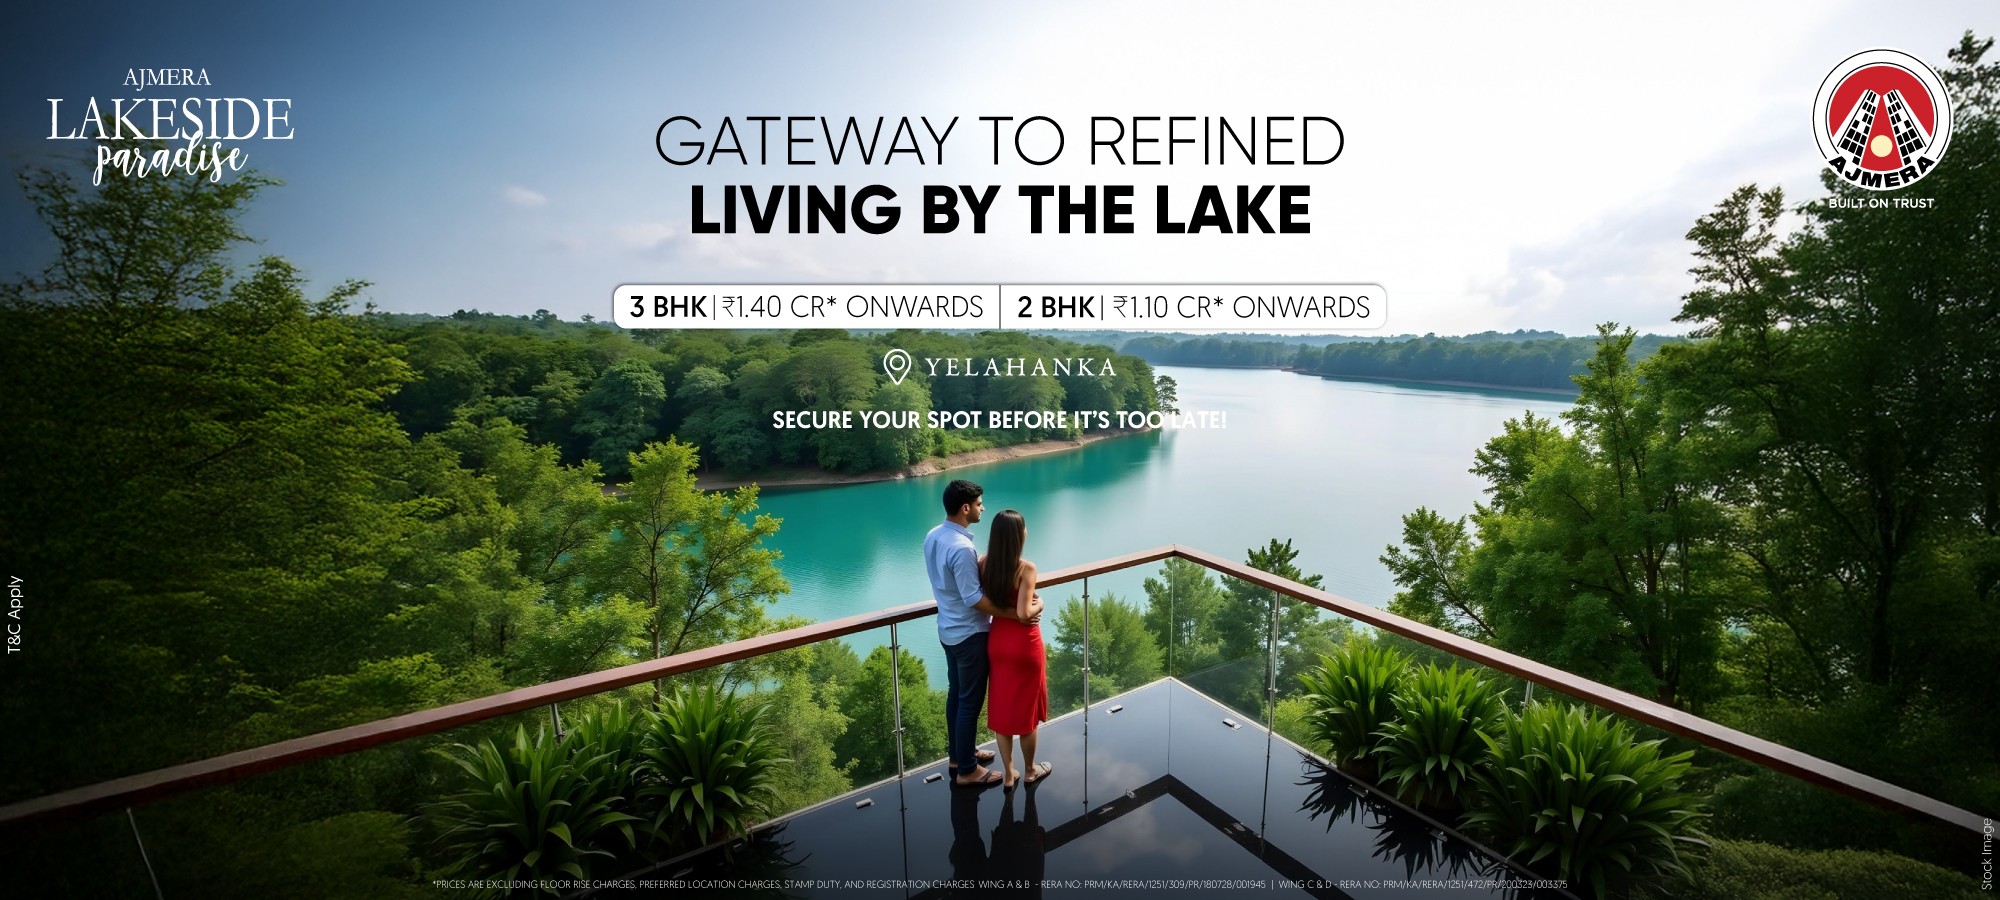 AJMERA
LAKESIDE
paradise
GATEWAY TO REFINED
LIVING BY THE LAKE
3 BHK | ₹1.40 CR* ONWARDS | 2 BHK | ₹1.10 CR* ONWARDS
YELAHANKA
SECURE YOUR SPOT BEFORE IT'S TOO LATE!
AJMERA
BUILT ON TRUST
T&C Apply
Stock Image
*PRICES ARE EXCLUDING FLOOR RISE CHARGES, PREFERRED LOCATION CHARGES, STAMP DUTY, AND REGISTRATION CHARGES WING A & B - RERA NO: PRM/KA/RERA/1251/309/PR/180728/001945 | WING C & D - RERA NO: PRM/KA/RERA/1251/472/PR/200323/003375